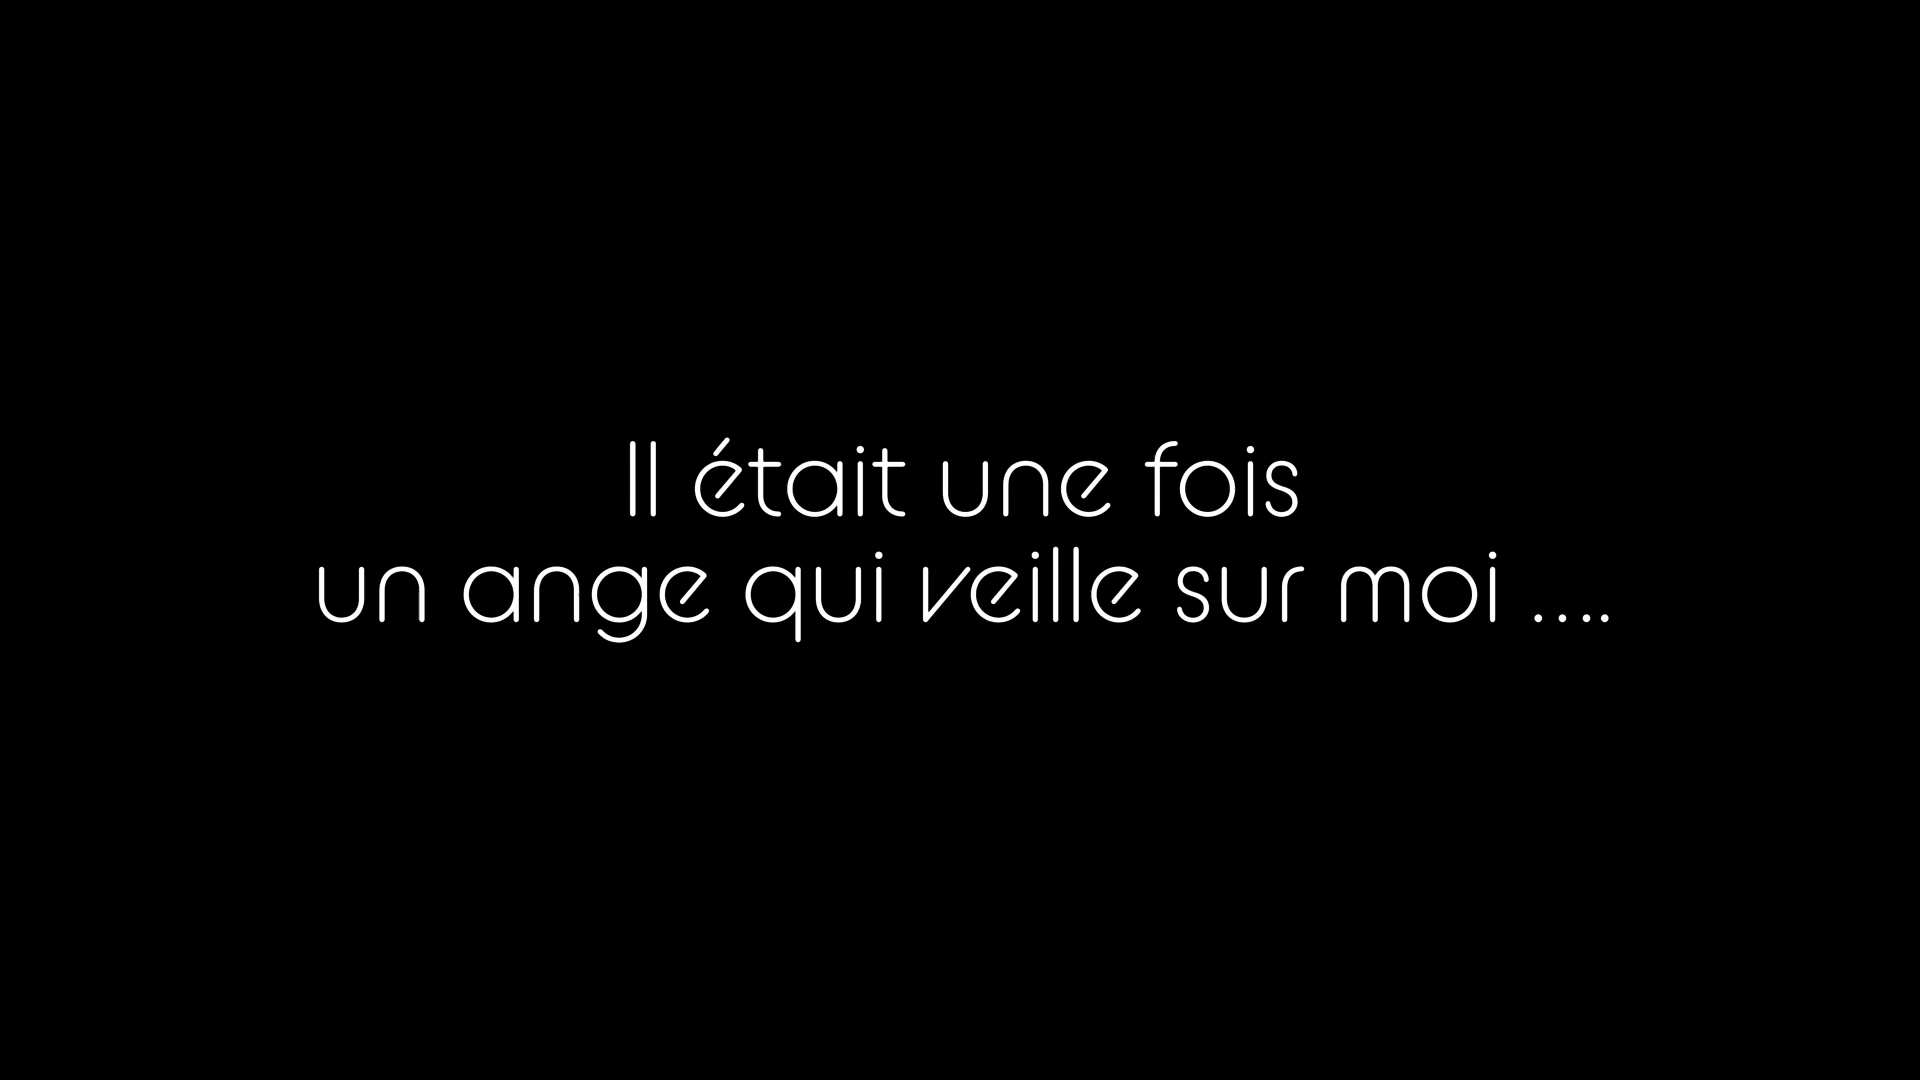 Il était une fois
un ange qui veille sur moi ....